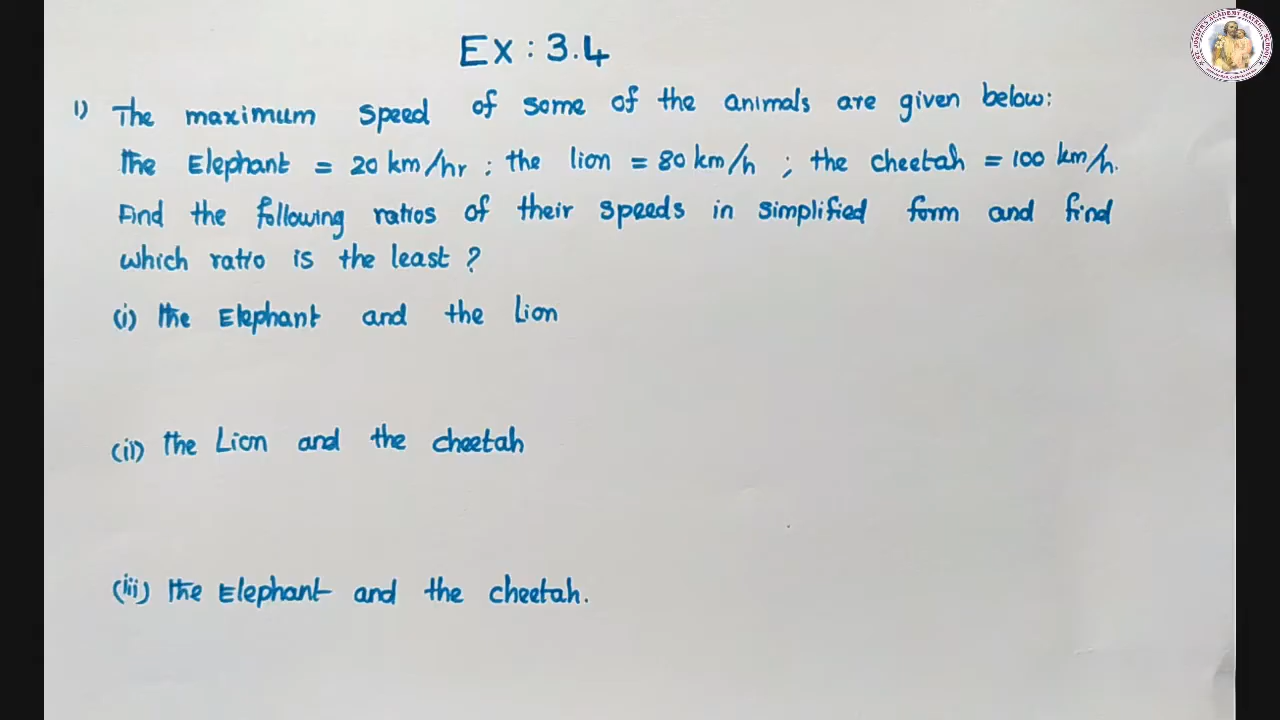 Ex : 3.4
1) The maximum speed of some of the animals are given below:
the Elephant = 20 km/hr ; the lion = 80 km/h ; the cheetah = 100 km/h.
Find the following ratios of their speeds in simplified form and find
which ratio is the least ?
(i) the Elephant and the Lion
(ii) the Lion and the cheetah
(iii) the Elephant and the cheetah.